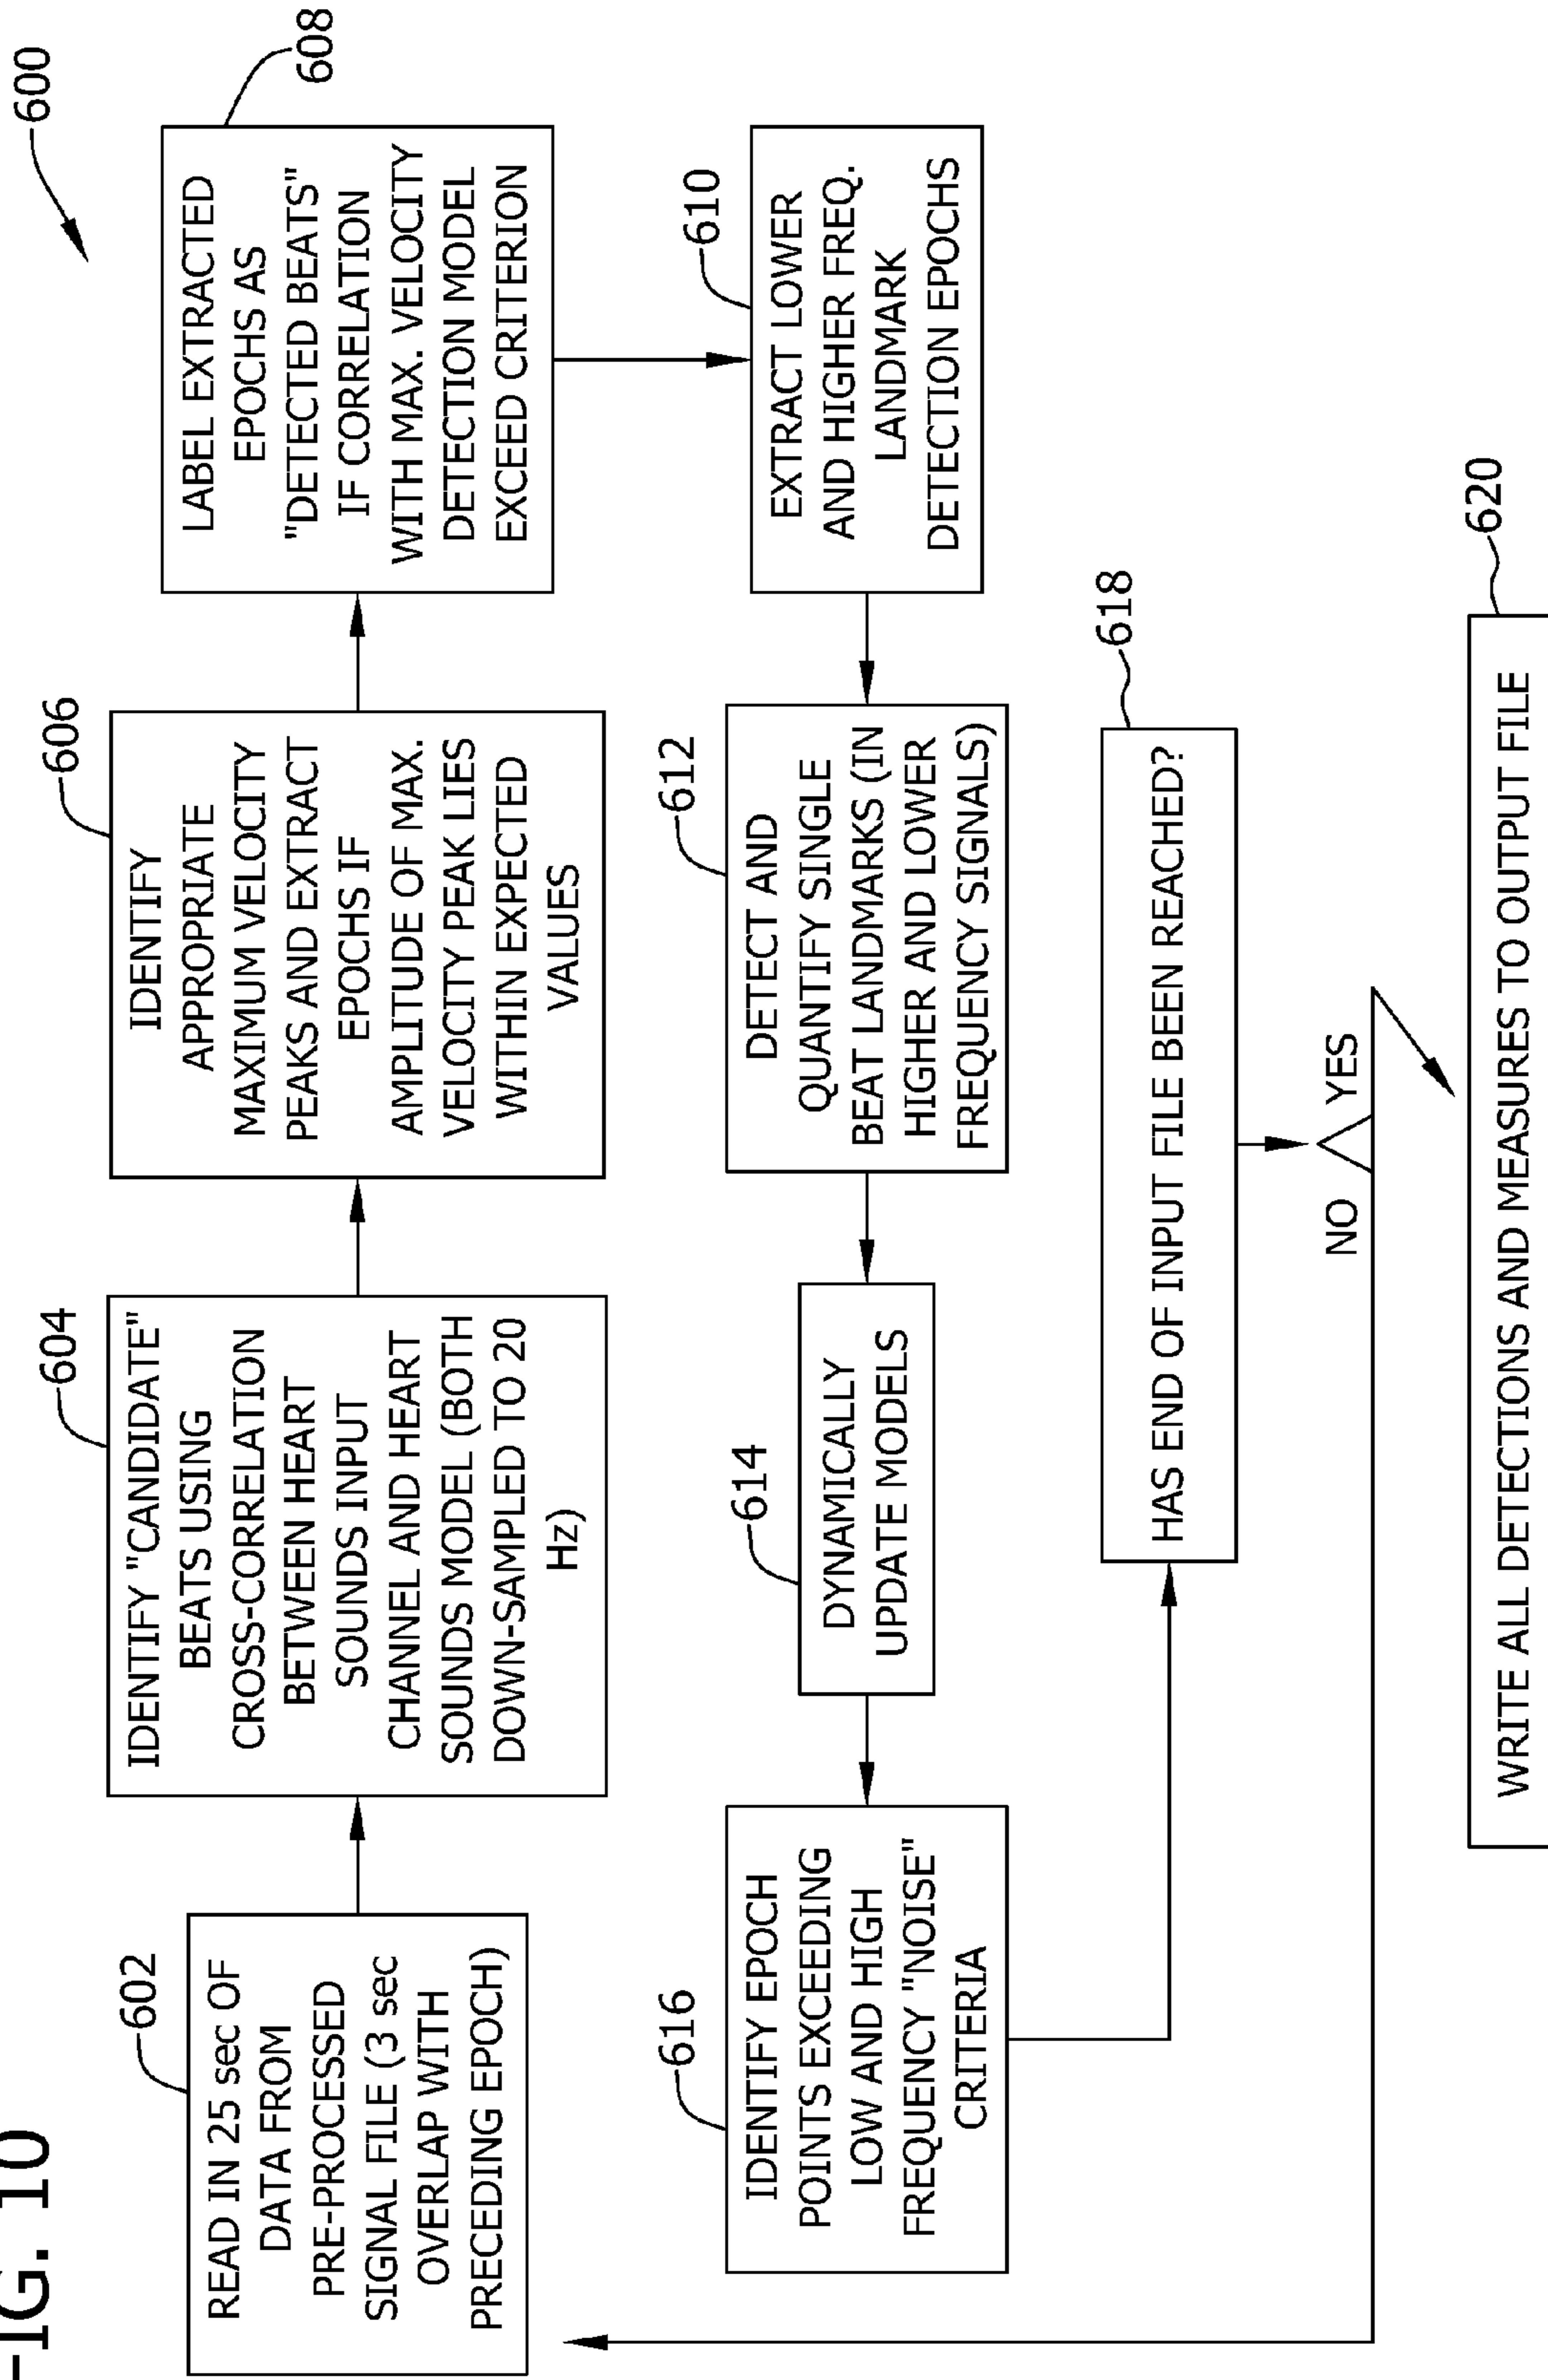 FIG. 10
600
602
READ IN 25 sec OF
DATA FROM
PRE-PROCESSED
SIGNAL FILE (3 sec
OVERLAP WITH
PRECEDING EPOCH)
604
IDENTIFY "CANDIDATE"
BEATS USING
CROSS-CORRELATION
BETWEEN HEART
SOUNDS INPUT
CHANNEL AND HEART
SOUNDS MODEL (BOTH
DOWN-SAMPLED TO 20
Hz)
606
IDENTIFY
APPROPRIATE
MAXIMUM VELOCITY
PEAKS AND EXTRACT
EPOCHS IF
AMPLITUDE OF MAX.
VELOCITY PEAK LIES
WITHIN EXPECTED
VALUES
608
LABEL EXTRACTED
EPOCHS AS
"DETECTED BEATS"
IF CORRELATION
WITH MAX. VELOCITY
DETECTION MODEL
EXCEED CRITERION
610
EXTRACT LOWER
AND HIGHER FREQ.
LANDMARK
DETECTION EPOCHS
612
DETECT AND
QUANTIFY SINGLE
BEAT LANDMARKS (IN
HIGHER AND LOWER
FREQUENCY SIGNALS)
614
DYNAMICALLY
UPDATE MODELS
616
IDENTIFY EPOCH
POINTS EXCEEDING
LOW AND HIGH
FREQUENCY "NOISE"
CRITERIA
618
HAS END OF INPUT FILE BEEN REACHED?
NO
YES
620
WRITE ALL DETECTIONS AND MEASURES TO OUTPUT FILE